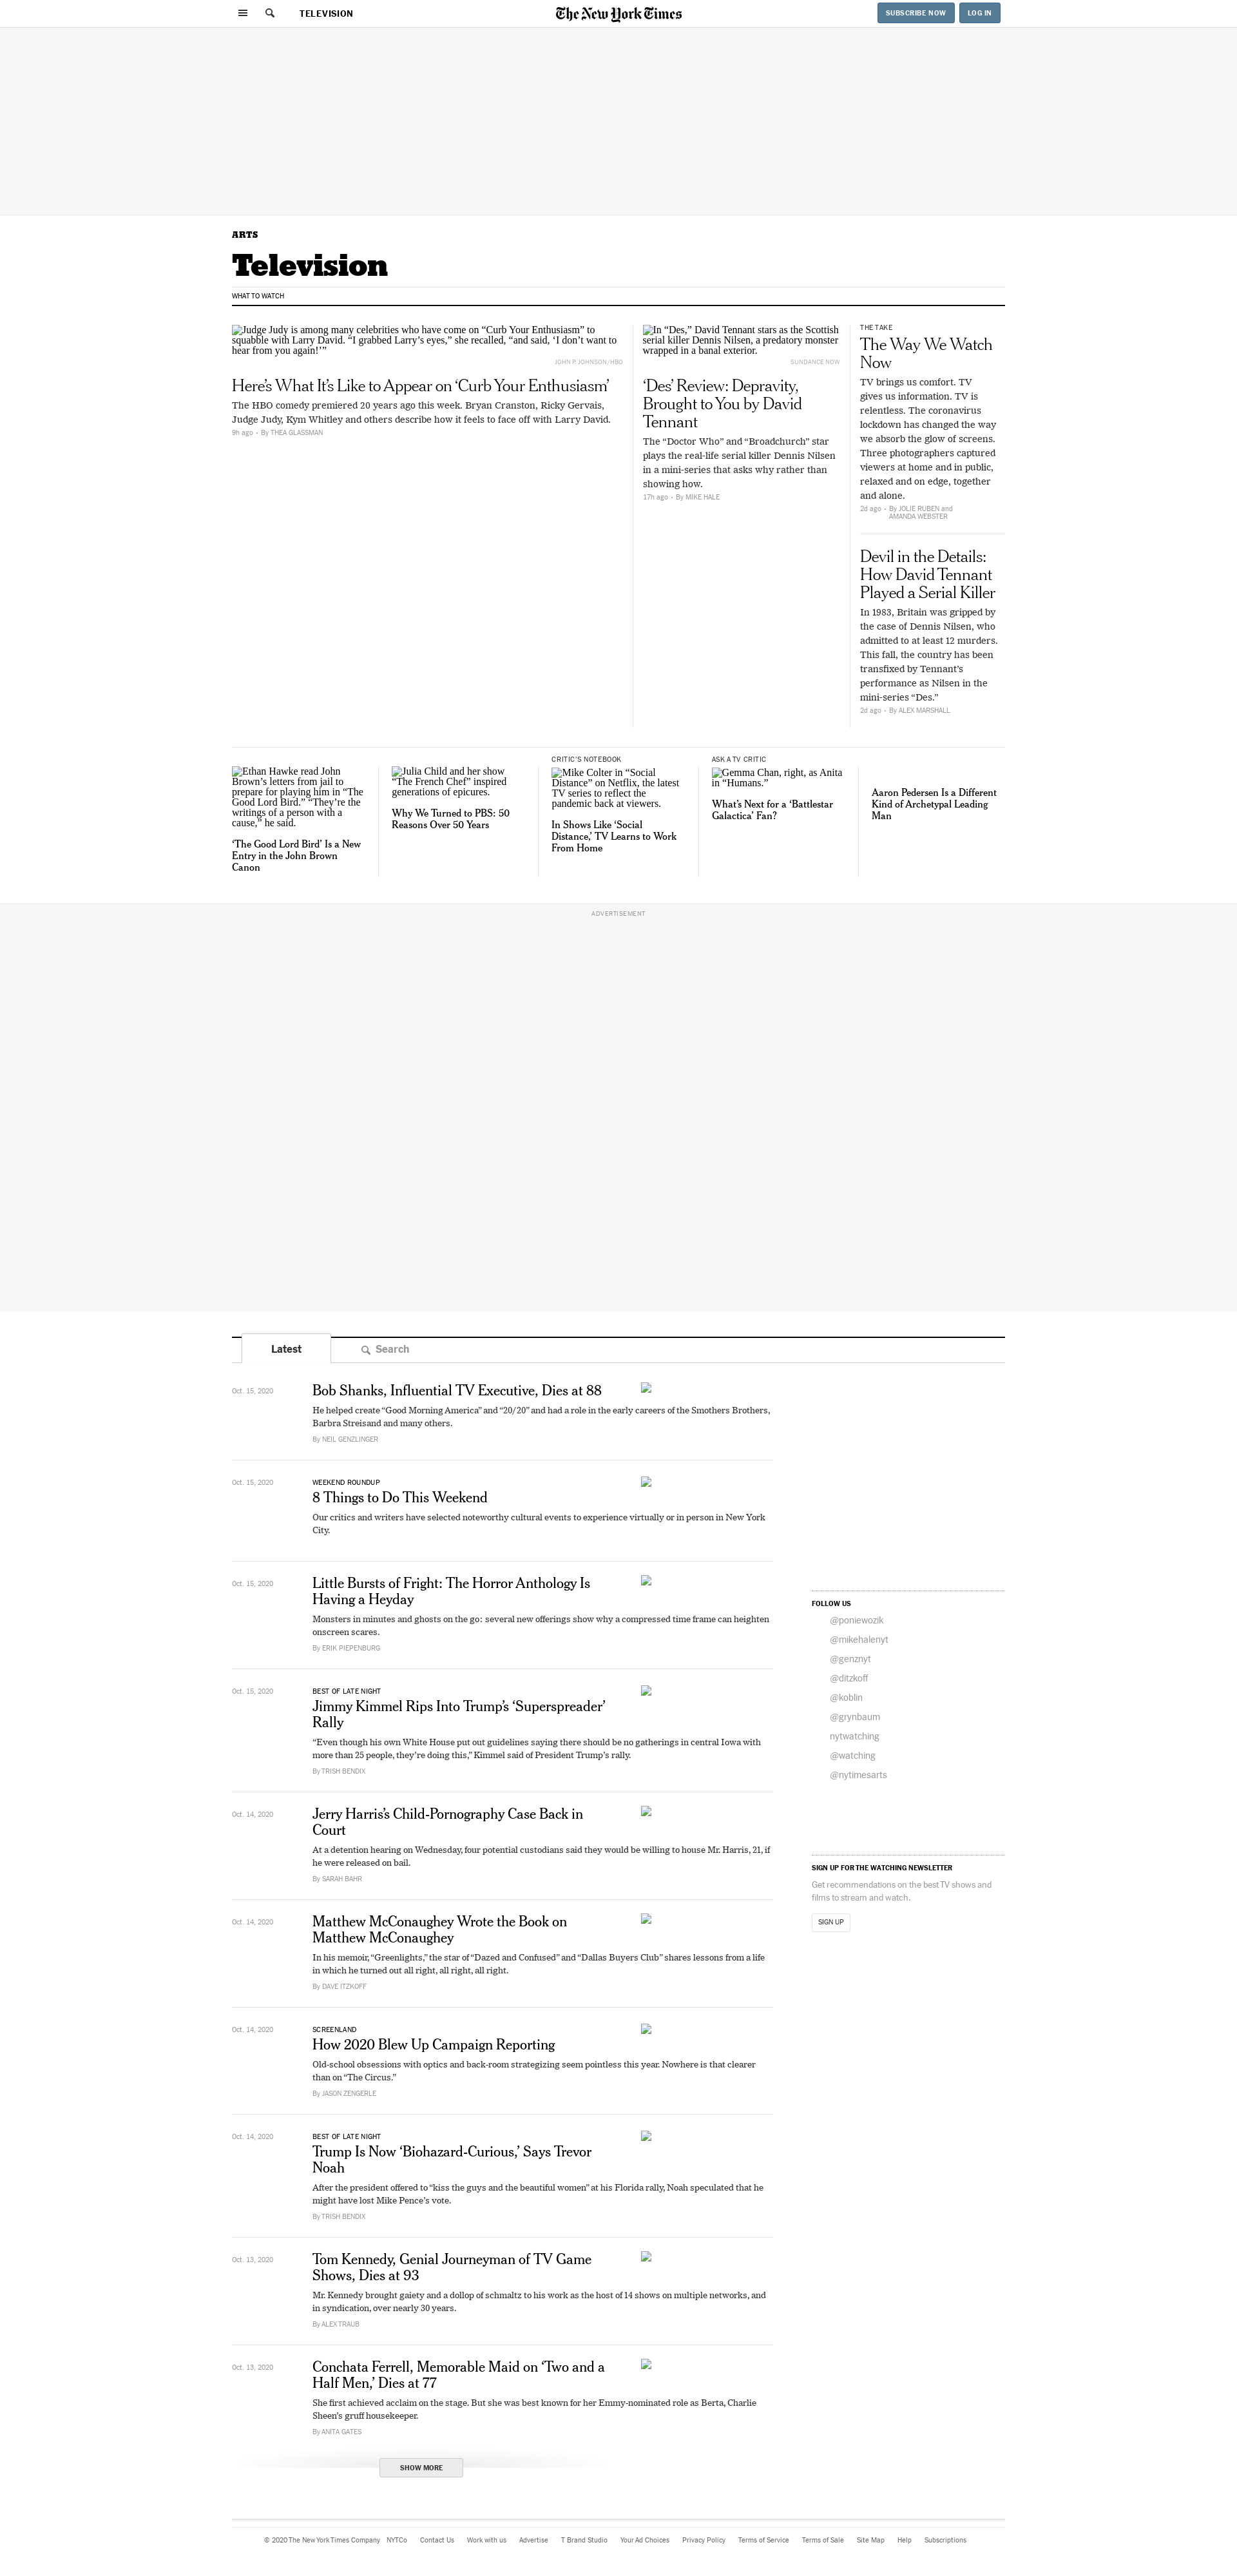 TELEVISION
The New York Times
SUBSCRIBE NOW
LOG IN
ARTS
Television
WHAT TO WATCH
Judge Judy is among many celebrities who have come on “Curb Your Enthusiasm” to
squabble with Larry David. “I grabbed Larry’s eyes,” she recalled, “and said, ‘I don’t want to
hear from you again!’”
JOHN P. JOHNSON/HBO
Here’s What It’s Like to Appear on ‘Curb Your Enthusiasm’
The HBO comedy premiered 20 years ago this week. Bryan Cranston, Ricky Gervais,
Judge Judy, Kym Whitley and others describe how it feels to face off with Larry David.
9h ago • By THEA GLASSMAN
In “Des,” David Tennant stars as the Scottish
serial killer Dennis Nilsen, a predatory monster
wrapped in a banal exterior.
SUNDANCE NOW
‘Des’ Review: Depravity,
Brought to You by David
Tennant
The “Doctor Who” and “Broadchurch” star
plays the real-life serial killer Dennis Nilsen
in a mini-series that asks why rather than
showing how.
17h ago • By MIKE HALE
THE TAKE
The Way We Watch
Now
TV brings us comfort. TV
gives us information. TV is
relentless. The coronavirus
lockdown has changed the way
we absorb the glow of screens.
Three photographers captured
viewers at home and in public,
relaxed and on edge, together
and alone.
2d ago • By JOLIE RUBEN and
AMANDA WEBSTER
Devil in the Details:
How David Tennant
Played a Serial Killer
In 1983, Britain was gripped by
the case of Dennis Nilsen, who
admitted to at least 12 murders.
This fall, the country has been
transfixed by Tennant’s
performance as Nilsen in the
mini-series “Des.”
2d ago • By ALEX MARSHALL
Ethan Hawke read John
Brown’s letters from jail to
prepare for playing him in “The
Good Lord Bird.” “They’re the
writings of a person with a
cause,” he said.
‘The Good Lord Bird’ Is a New
Entry in the John Brown
Canon
Julia Child and her show
“The French Chef” inspired
generations of epicures.
Why We Turned to PBS: 50
Reasons Over 50 Years
CRITIC’S NOTEBOOK
Mike Colter in “Social
Distance,” on Netflix, the latest
TV series to reflect the
pandemic back at viewers.
In Shows Like ‘Social
Distance,’ TV Learns to Work
From Home
ASK A TV CRITIC
Gemma Chan, right, as Anita
in “Humans.”
What’s Next for a ‘Battlestar
Galactica’ Fan?
Aaron Pedersen Is a Different
Kind of Archetypal Leading
Man
ADVERTISEMENT
Latest
Search
Oct. 15, 2020
Bob Shanks, Influential TV Executive, Dies at 88
He helped create “Good Morning America” and “20/20” and had a role in the early careers of the Smothers Brothers,
Barbra Streisand and many others.
By NEIL GENZLINGER
Oct. 15, 2020
WEEKEND ROUNDUP
8 Things to Do This Weekend
Our critics and writers have selected noteworthy cultural events to experience virtually or in person in New York
City.
Oct. 15, 2020
Little Bursts of Fright: The Horror Anthology Is
Having a Heyday
Monsters in minutes and ghosts on the go: several new offerings show why a compressed time frame can heighten
onscreen scares.
By ERIK PIEPENBURG
Oct. 15, 2020
BEST OF LATE NIGHT
Jimmy Kimmel Rips Into Trump’s ‘Superspreader’
Rally
“Even though his own White House put out guidelines saying there should be no gatherings in central Iowa with
more than 25 people, they’re doing this,” Kimmel said of President Trump’s rally.
By TRISH BENDIX
Oct. 14, 2020
Jerry Harris’s Child-Pornography Case Back in
Court
At a detention hearing on Wednesday, four potential custodians said they would be willing to house Mr. Harris, 21, if
he were released on bail.
By SARAH BAHR
Oct. 14, 2020
Matthew McConaughey Wrote the Book on
Matthew McConaughey
In his memoir, “Greenlights,” the star of “Dazed and Confused” and “Dallas Buyers Club” shares lessons from a life
in which he turned out all right, all right, all right.
By DAVE ITZKOFF
Oct. 14, 2020
SCREENLAND
How 2020 Blew Up Campaign Reporting
Old-school obsessions with optics and back-room strategizing seem pointless this year. Nowhere is that clearer
than on “The Circus.”
By JASON ZENGERLE
Oct. 14, 2020
BEST OF LATE NIGHT
Trump Is Now ‘Biohazard-Curious,’ Says Trevor
Noah
After the president offered to “kiss the guys and the beautiful women” at his Florida rally, Noah speculated that he
might have lost Mike Pence’s vote.
By TRISH BENDIX
Oct. 13, 2020
Tom Kennedy, Genial Journeyman of TV Game
Shows, Dies at 93
Mr. Kennedy brought gaiety and a dollop of schmaltz to his work as the host of 14 shows on multiple networks, and
in syndication, over nearly 30 years.
By ALEX TRAUB
Oct. 13, 2020
Conchata Ferrell, Memorable Maid on ‘Two and a
Half Men,’ Dies at 77
She first achieved acclaim on the stage. But she was best known for her Emmy-nominated role as Berta, Charlie
Sheen’s gruff housekeeper.
By ANITA GATES
SHOW MORE
FOLLOW US
@poniewozik
@mikehalenyt
@genznyt
@ditzkoff
@koblin
@grynbaum
nytwatching
@watching
@nytimesarts
SIGN UP FOR THE WATCHING NEWSLETTER
Get recommendations on the best TV shows and
films to stream and watch.
SIGN UP
© 2020 The New York Times Company NYTCo Contact Us Work with us Advertise T Brand Studio Your Ad Choices Privacy Policy Terms of Service Terms of Sale Site Map Help Subscriptions